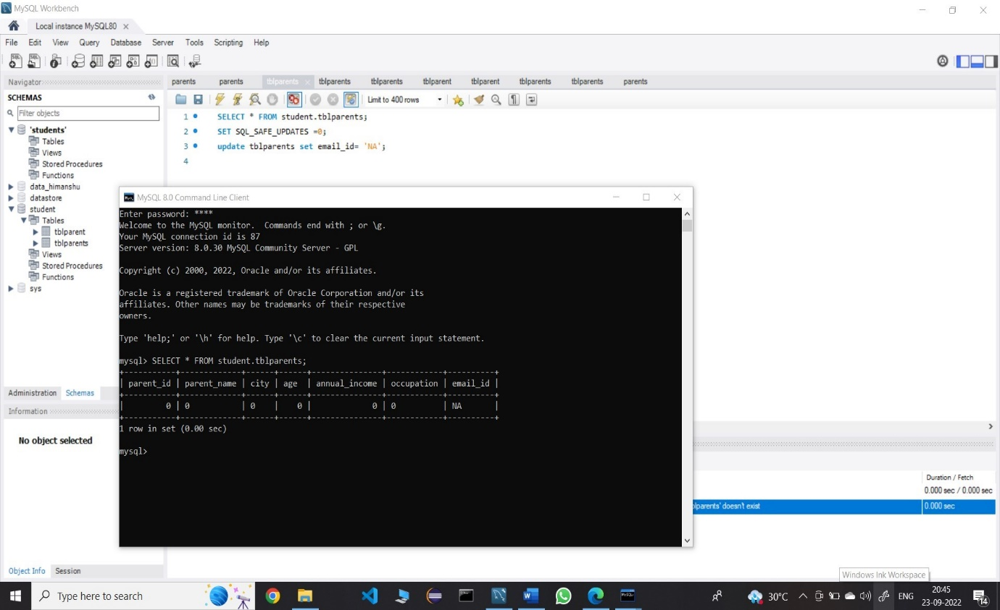 MySQL Workbench
Local instance MySQL80
File Edit View Query Database Server Tools Scripting Help
Navigator
SCHEMAS
Filter objects
'students'
Tables
Views
Stored Procedures
Functions
data_himanshu
datastore
student
Tables
tblparent
tblparents
Views
Stored Procedures
Functions
sys
Administration Schemas
Information
No object selected
Object Info Session
parents parents tblparents tblparents tblparents tblparent tblparent tblparents tblparents parents
Limit to 400 rows
1 SELECT * FROM student.tblparents;
2 SET SQL_SAFE_UPDATES =0;
3 update tblparents set email_id= 'NA';
4
MySQL 8.0 Command Line Client
Enter password: ****
Welcome to the MySQL monitor.  Commands end with ; or \g.
Your MySQL connection id is 87
Server version: 8.0.30 MySQL Community Server - GPL
Copyright (c) 2000, 2022, Oracle and/or its affiliates.
Oracle is a registered trademark of Oracle Corporation and/or its
affiliates. Other names may be trademarks of their respective
owners.
Type 'help;' or '\h' for help. Type '\c' to clear the current input statement.
mysql> SELECT * FROM student.tblparents;
+-----------+-------------+------+------+---------------+------------+----------+
| parent_id | parent_name | city | age  | annual_income | occupation | email_id |
+-----------+-------------+------+------+---------------+------------+----------+
|         0 | 0           | 0    |    0 |             0 | 0          | NA       |
+-----------+-------------+------+------+---------------+------------+----------+
1 row in set (0.00 sec)
mysql>
Duration / Fetch
0.000 sec / 0.000 sec
blparents' doesn't exist 0.000 sec
Windows Ink Workspace
Type here to search
30°C ENG
20:45
23-09-2022
14